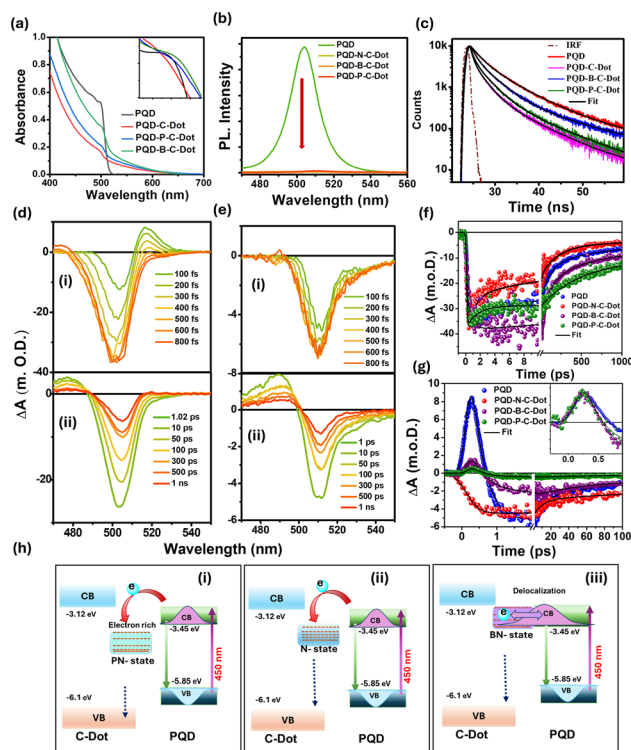 (a)
Absorbance
1.0
0.8
0.6
0.4
0.2
0.0
PQD
PQD-C-Dot
PQD-P-C-Dot
PQD-B-C-Dot
400 500 600 700
Wavelength (nm)
(b)
PL. Intensity
PQD
PQD-N-C-Dot
PQD-B-C-Dot
PQD-P-C-Dot
480 500 520 540 560
Wavelength (nm)
(c)
Counts
10k
1000
100
10
IRF
PQD
PQD-C-Dot
PQD-B-C-Dot
PQD-P-C-Dot
Fit
30 40 50
Time (ns)
(d)
ΔA (m. O.D.)
0
-20
-40
(i)
100 fs
200 fs
300 fs
400 fs
500 fs
600 fs
800 fs
0
-20
(ii)
1.02 ps
10 ps
50 ps
100 ps
300 ps
500 ps
1 ns
500 550
(e)
0
-4
-8
(i)
100 fs
200 fs
300 fs
400 fs
500 fs
600 fs
800 fs
2
0
-2
-4
-6
(ii)
1 ps
10 ps
50 ps
100 ps
300 ps
500 ps
1 ns
500 550
Wavelength (nm)
(f)
ΔA (m.O.D.)
0
-10
-20
-30
-40
-50
PQD
PQD-N-C-Dot
PQD-B-C-Dot
PQD-P-C-Dot
Fit
0 2 4 6 8 500 1000
Time (ps)
(g)
ΔA (m.O.D.)
8
6
4
2
0
-2
-4
-6
PQD
PQD-N-C-Dot
PQD-B-C-Dot
PQD-P-C-Dot
Fit
0.0 0.5
0 1 20 40 60 80 100
Time (ps)
(h)
(i)
e
CB
-3.12 eV
Electron rich
PN- state
CB
-3.45 eV
-5.85 eV
VB
450 nm
-6.1 eV
VB
C-Dot PQD
(ii)
e
CB
-3.12 eV
N- state
CB
-3.45 eV
-5.85 eV
VB
450 nm
-6.1 eV
VB
C-Dot PQD
(iii)
Delocalization
CB
-3.12 eV
e
CB
BN- state
-3.45 eV
-5.85 eV
VB
450 nm
-6.1 eV
VB
C-Dot PQD